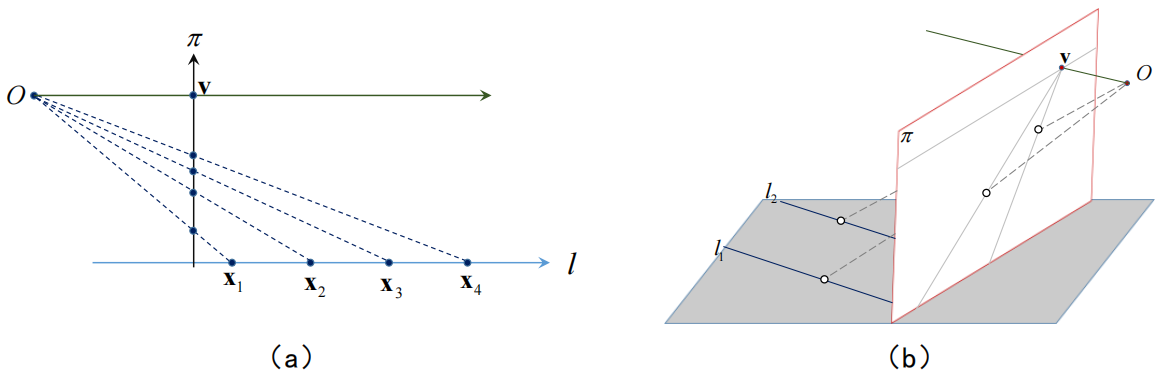 π
O
v
x₁
x₂
x₃
x₄
l
(a)
v
O
π
l₂
l₁
(b)